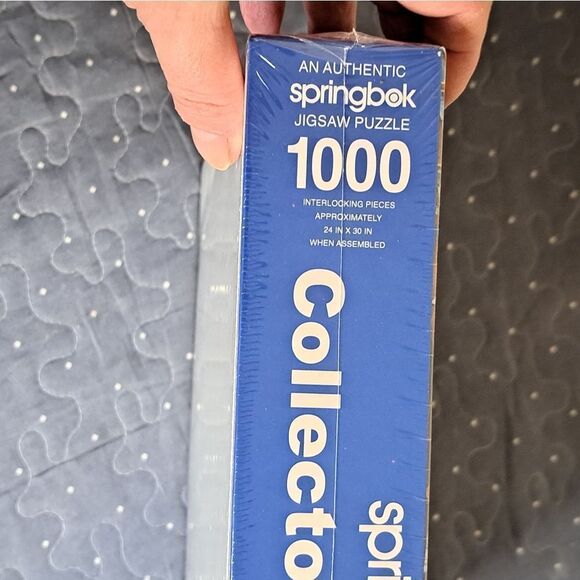 AN AUTHENTIC
springbok
JIGSAW PUZZLE
1000
INTERLOCKING PIECES
APPROXIMATELY
24 IN X 30 IN
WHEN ASSEMBLED
Collecto
spri